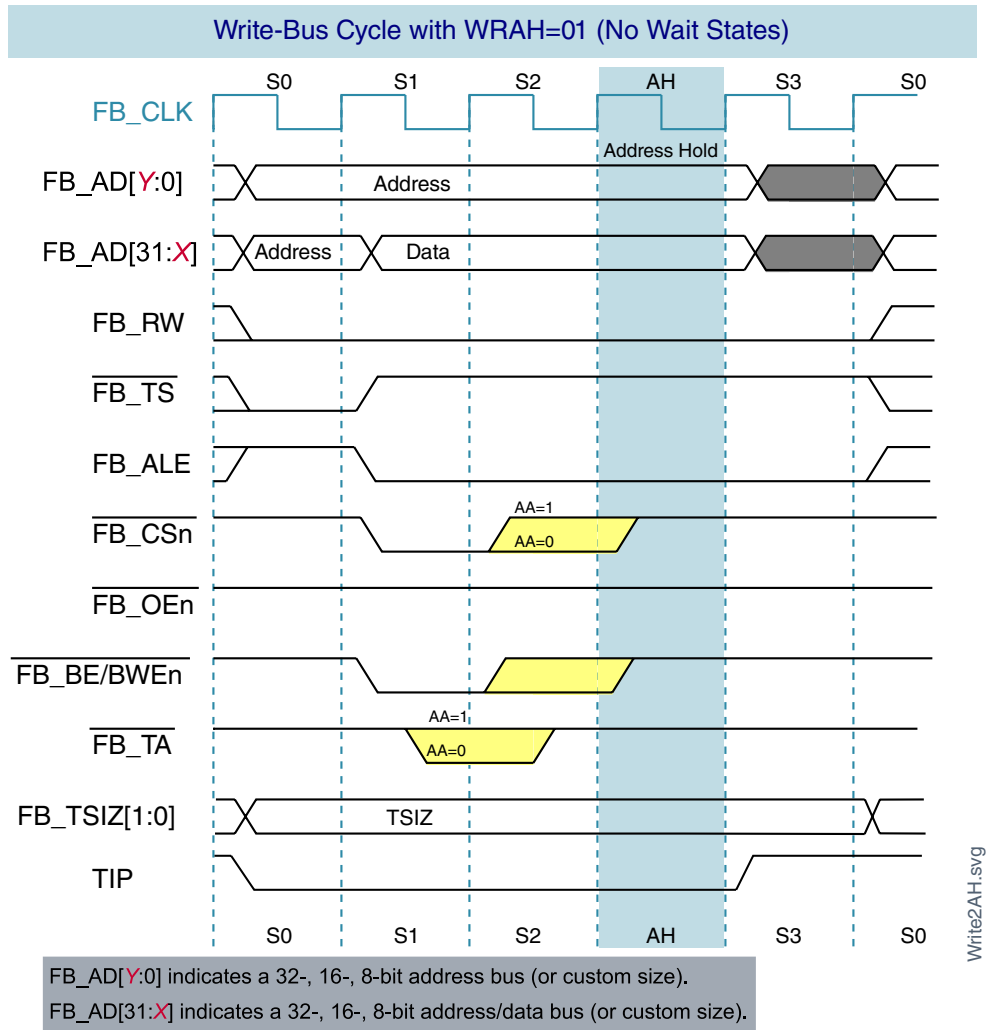 Write-Bus Cycle with WRAH=01 (No Wait States)
S0 S1 S2 AH S3 S0
FB_CLK
Address Hold
FB_AD[Y:0] Address
FB_AD[31:X] Address Data
FB_RW
FB_TS
FB_ALE
AA=1
FB_CSn AA=0
FB_OEn
FB_BE/BWEn
AA=1
FB_TA AA=0
FB_TSIZ[1:0] TSIZ
TIP
S0 S1 S2 AH S3 S0
Write2AH.svg
FB_AD[Y:0] indicates a 32-, 16-, 8-bit address bus (or custom size).
FB_AD[31:X] indicates a 32-, 16-, 8-bit address/data bus (or custom size).